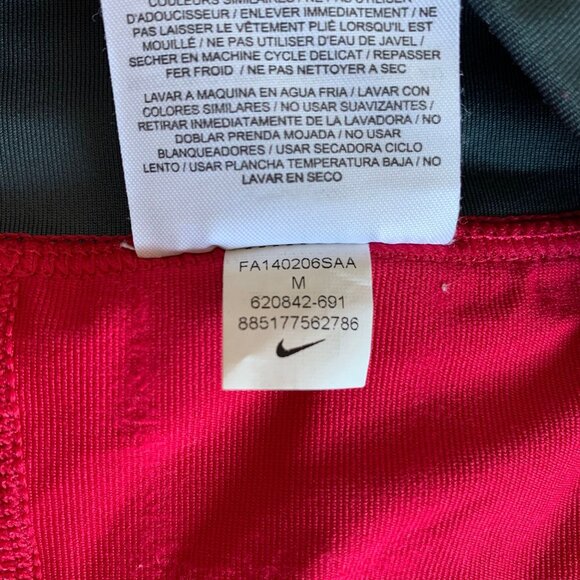 COULEURS SIMILAIRES / NE PAS UTILISER
D'ADOUCISSEUR / ENLEVER IMMÉDIATEMENT / NE
PAS LAISSER LE VÊTEMENT PLIÉ LORSQU'IL EST
MOUILLÉ / NE PAS UTILISER D'EAU DE JAVEL /
SECHER EN MACHINE CYCLE DELICAT / REPASSER
FER FROID / NE PAS NETTOYER A SEC
LAVAR A MAQUINA EN AGUA FRIA / LAVAR CON
COLORES SIMILARES / NO USAR SUAVIZANTES /
RETIRAR INMEDIATAMENTE DE LA LAVADORA / NO
DOBLAR PRENDA MOJADA / NO USAR
BLANQUEADORES / USAR SECADORA CICLO
LENTO / USAR PLANCHA TEMPERATURA BAJA / NO
LAVAR EN SECO
FA140206SAA
M
620842-691
885177562786